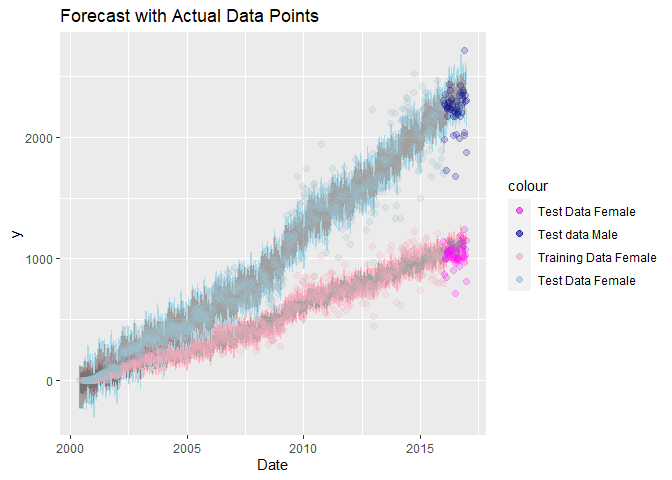 Forecast with Actual Data Points
y
2000
1000
0
2000
2005
2010
2015
Date
colour
Test Data Female
Test data Male
Training Data Female
Test Data Female